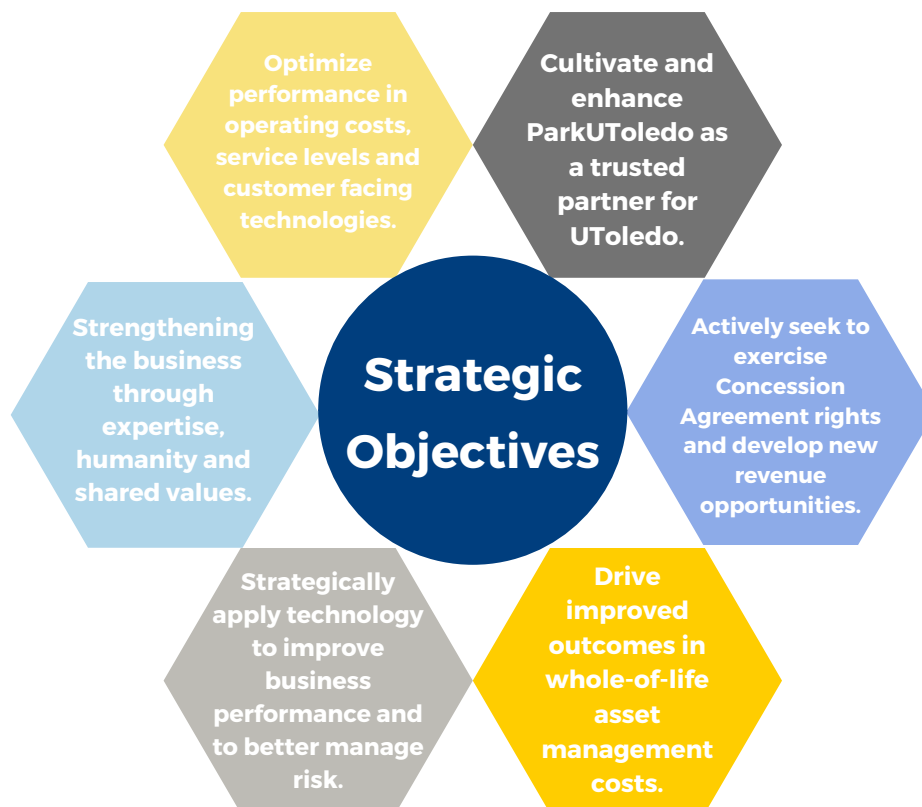 Optimize
performance in
operating costs,
service levels and
customer facing
technologies.
Cultivate and
enhance
ParkUToledo as
a trusted
partner for
UToledo.
Strengthening
the business
through
expertise,
humanity and
shared values.
Strategic
Objectives
Actively seek to
exercise
Concession
Agreement rights
and develop new
revenue
opportunities.
Strategically
apply technology
to improve
business
performance and
to better manage
risk.
Drive
improved
outcomes in
whole-of-life
asset
management
costs.